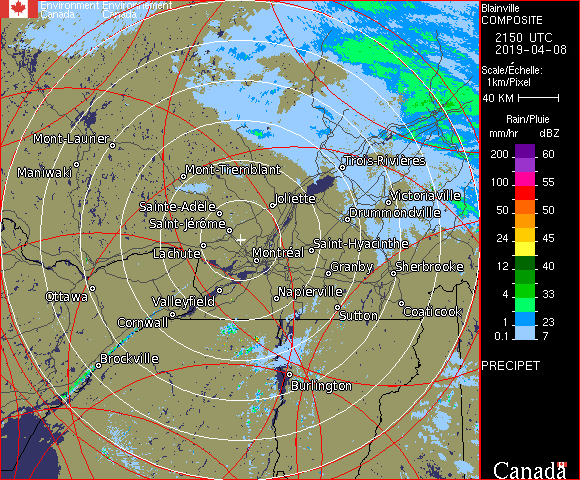 Environment Environnement
Canada Canada
Blainville
COMPOSITE
2150 UTC
2019-04-08
Scale/Échelle:
1km/Pixel
40 KM
Rain/Pluie
mm/hr dBZ
200 60
100 55
50 50
24 45
12 40
4 33
1 23
0.1 7
PRECIPET
Canada
Mont-Laurier
Maniwaki
Mont-Tremblant
Trois-Rivières
Sainte-Adèle
Joliette
Victoriaville
Drummondville
Saint-Jérôme
Saint-Hyacinthe
Lachute
Montréal
Granby
Sherbrooke
Ottawa
Valleyfield
Napierville
Cornwall
Sutton
Coaticook
Brockville
Burlington